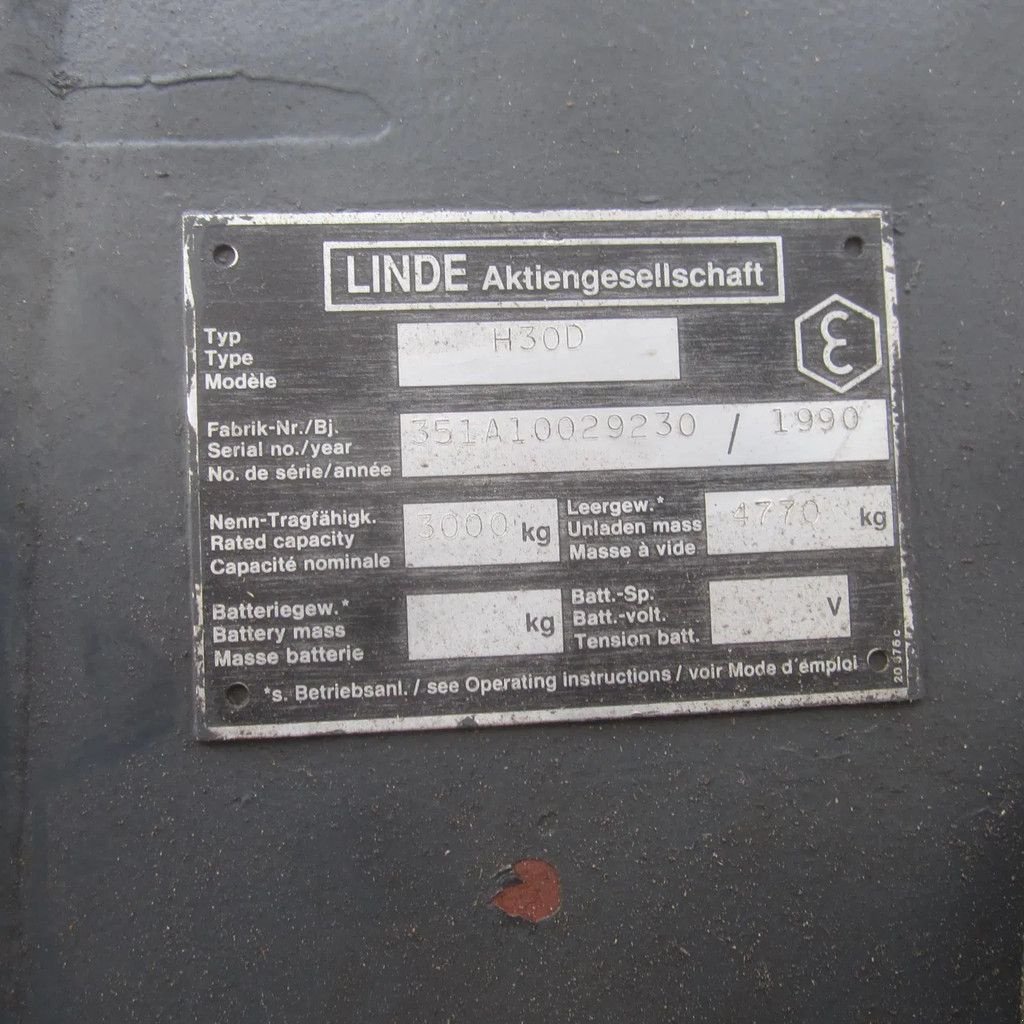 LINDE Aktiengesellschaft
Typ
Type
Modèle
H30D
Fabrik-Nr./Bj.
Serial no./year
No. de série/année
351A10029230 / 1990
Nenn-Tragfähigk.
Rated capacity
Capacité nominale
3000 kg
Leergew.*
Unladen mass
Masse à vide
4770 kg
Batteriegew.*
Battery mass
Masse batterie
kg
Batt.-Sp.
Batt.-volt.
Tension batt.
V
*s. Betriebsanl. / see Operating instructions / voir Mode d'émploi